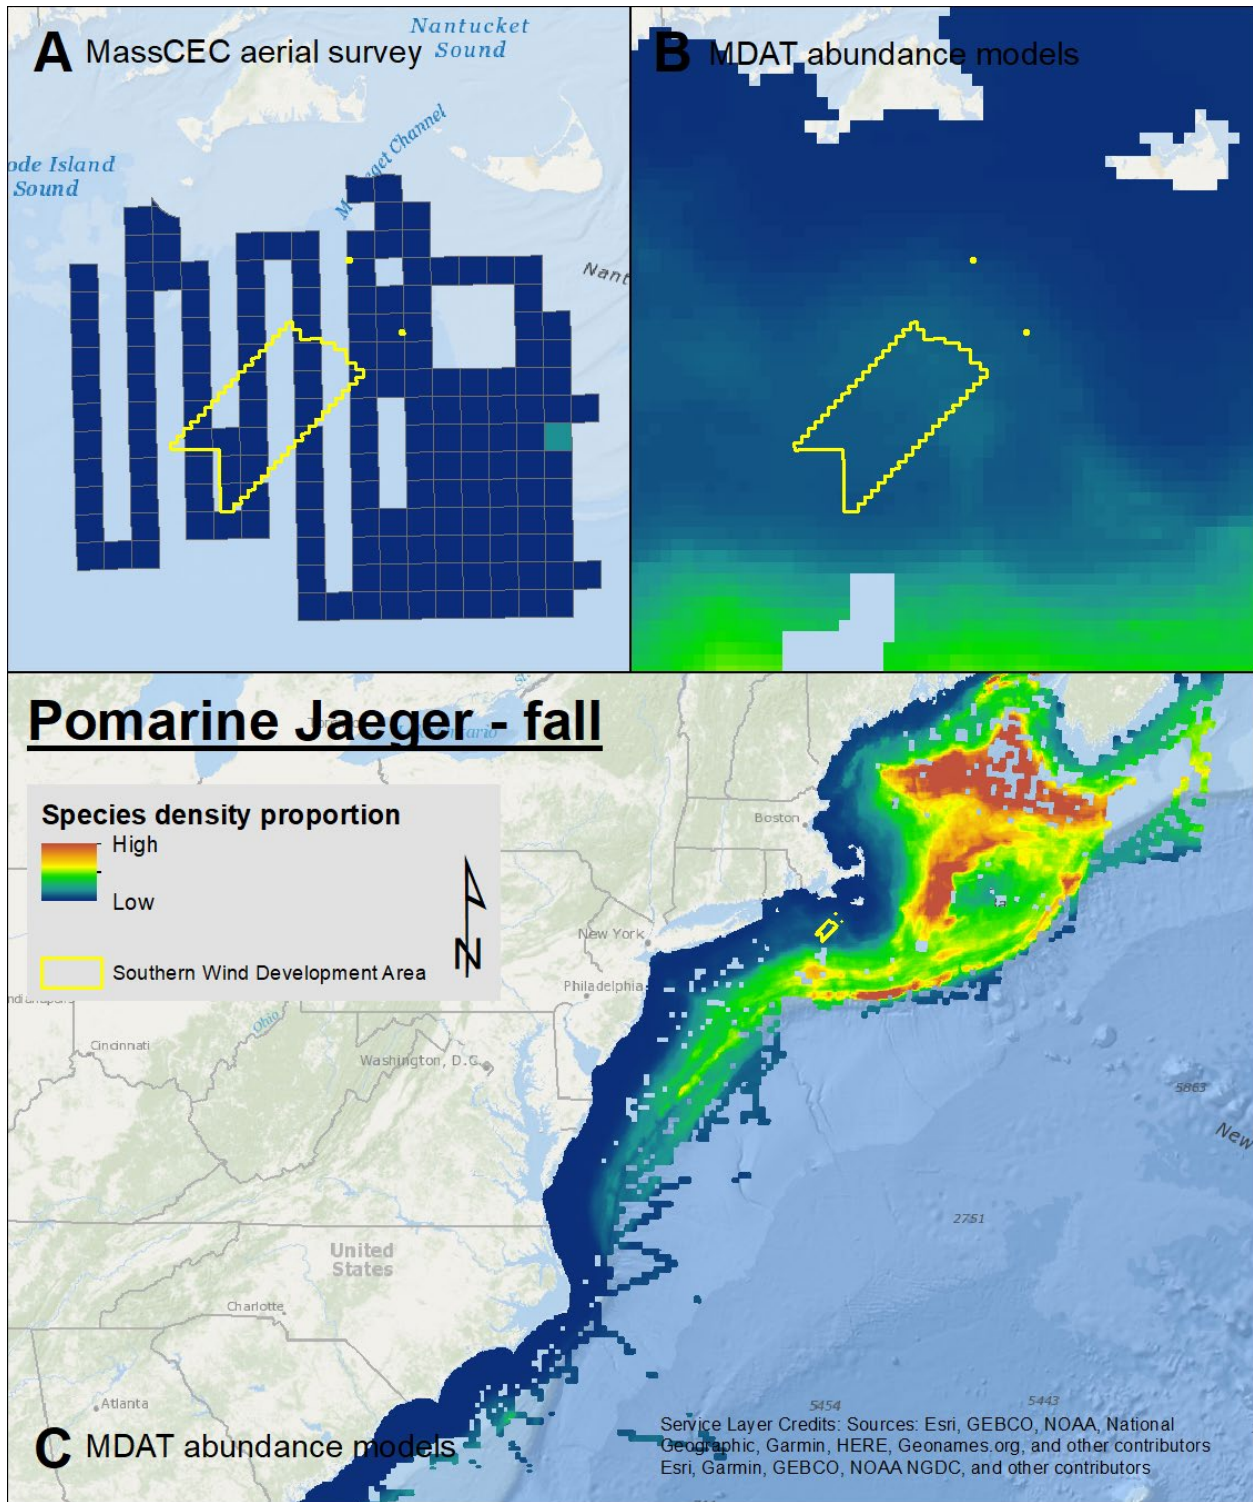 A MassCEC aerial survey
Nantucket
Sound
ode Island
Sound
get Channel
Nant
B MDAT abundance models
Pomarine Jaeger - fall
Species density proportion
High
Low
N
Southern Wind Development Area
Boston
New York
Philadelphia
Ohio
Cincinnati
Washington, D.C.
5863
New
2751
United
States
Charlotte
Atlanta
5454
5443
C MDAT abundance models
Service Layer Credits: Sources: Esri, GEBCO, NOAA, National
Geographic, Garmin, HERE, Geonames.org, and other contributors
Esri, Garmin, GEBCO, NOAA NGDC, and other contributors